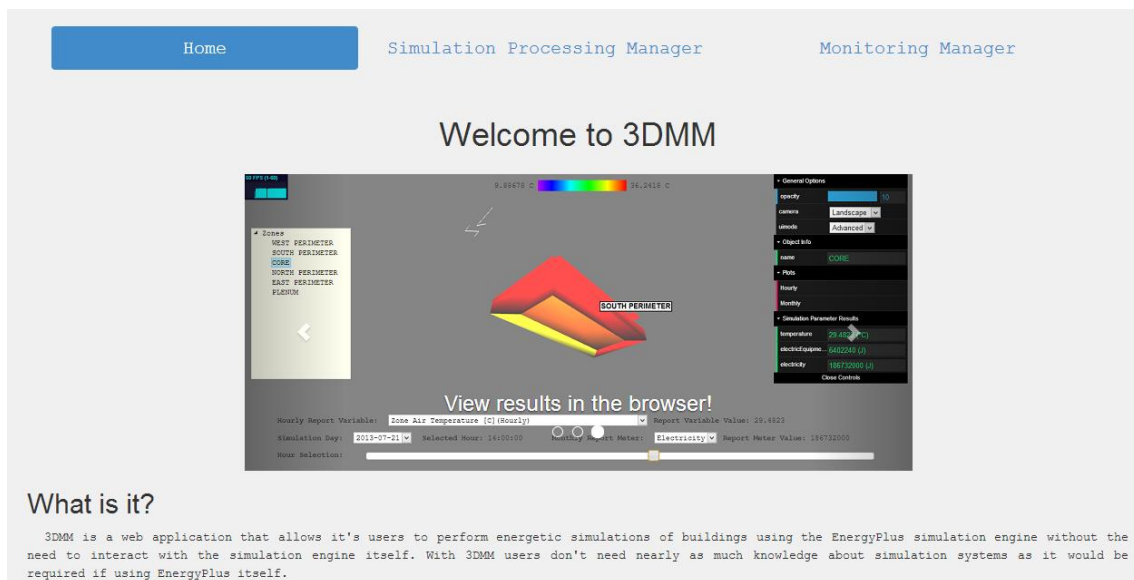 Home
Simulation Processing Manager
Monitoring Manager
Welcome to 3DMM
9.88678 C
36.2418 C
Zones
WEST PERIMETER
SOUTH PERIMETER
CORE
NORTH PERIMETER
EAST PERIMETER
PLENUM
SOUTH PERIMETER
General Options
opacity 10
camera Landscape
uimode Advanced
Object Info
name CORE
Plots
Hourly
Monthly
Simulation Parameter Results
temperature
electricEquipme... 6402240 (J)
electricity 186732000 (J)
Close Controls
View results in the browser!
Hourly Report Variable: Zone Air Temperature [C](Hourly) Report Variable Value: 29.4823
Simulation Day: 2013-07-21 Selected Hour: 14:00:00 Monthly Report Meter: Electricity Report Meter Value: 186732000
Hour Selection:
What is it?
3DMM is a web application that allows it's users to perform energetic simulations of buildings using the EnergyPlus simulation engine without the
need to interact with the simulation engine itself. With 3DMM users don't need nearly as much knowledge about simulation systems as it would be
required if using EnergyPlus itself.